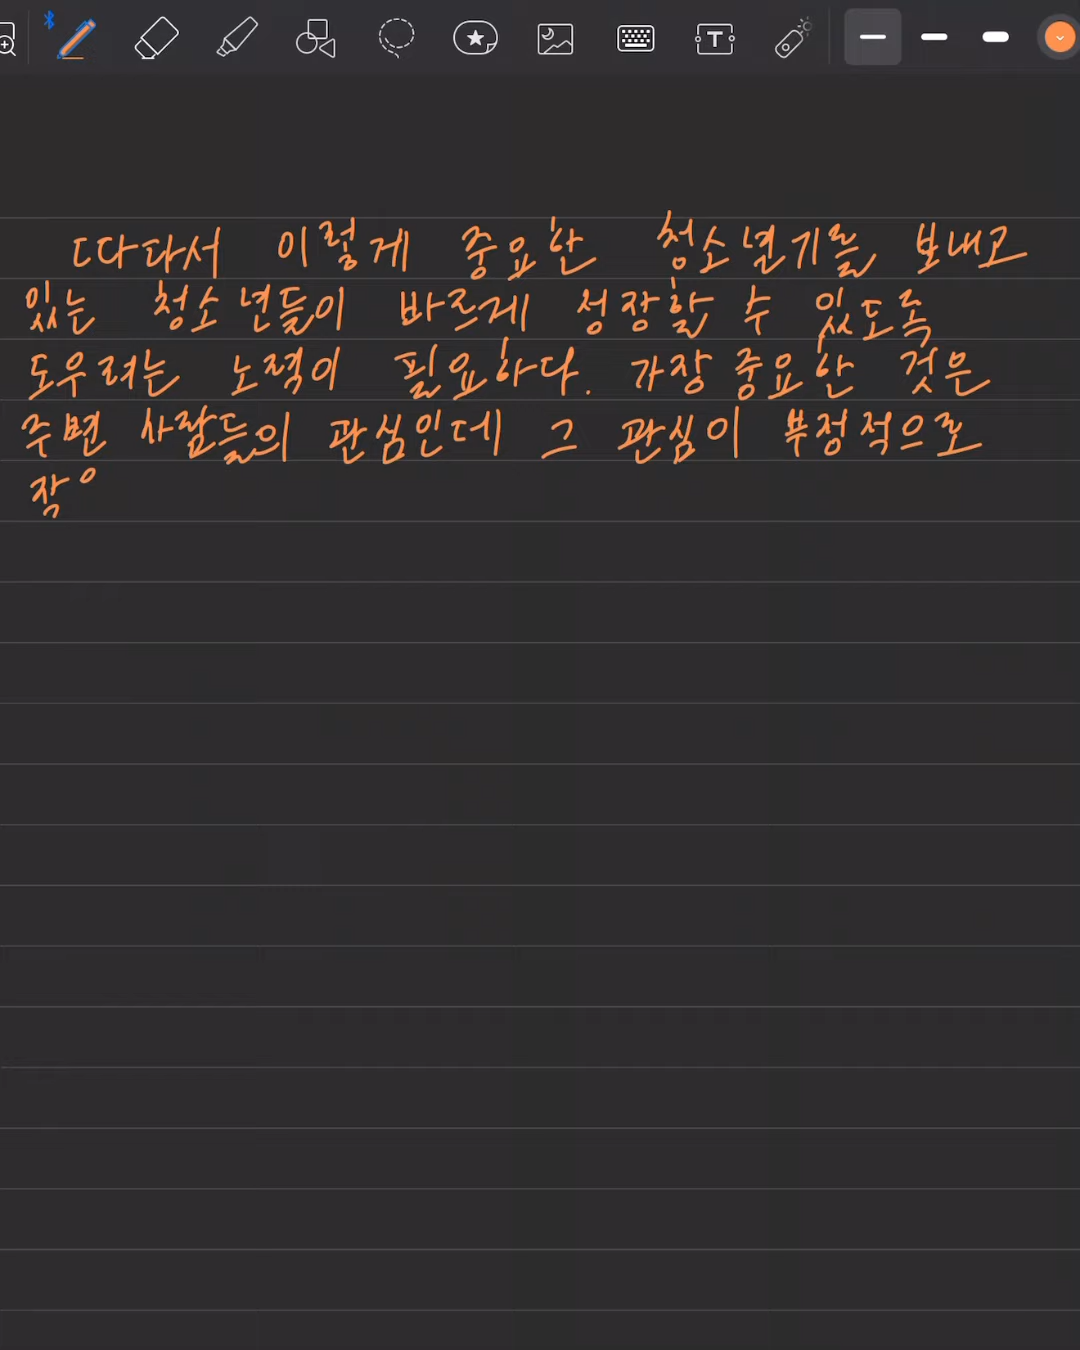 따다서 이렇게 중요한 청소년기를 보내고
있는 청소년들이 바르게 성장할 수 있도록
도우려는 노력이 필요하다. 가장 중요한 것은
주변 사람들의 관심인데 그 관심이 부정적으로
작